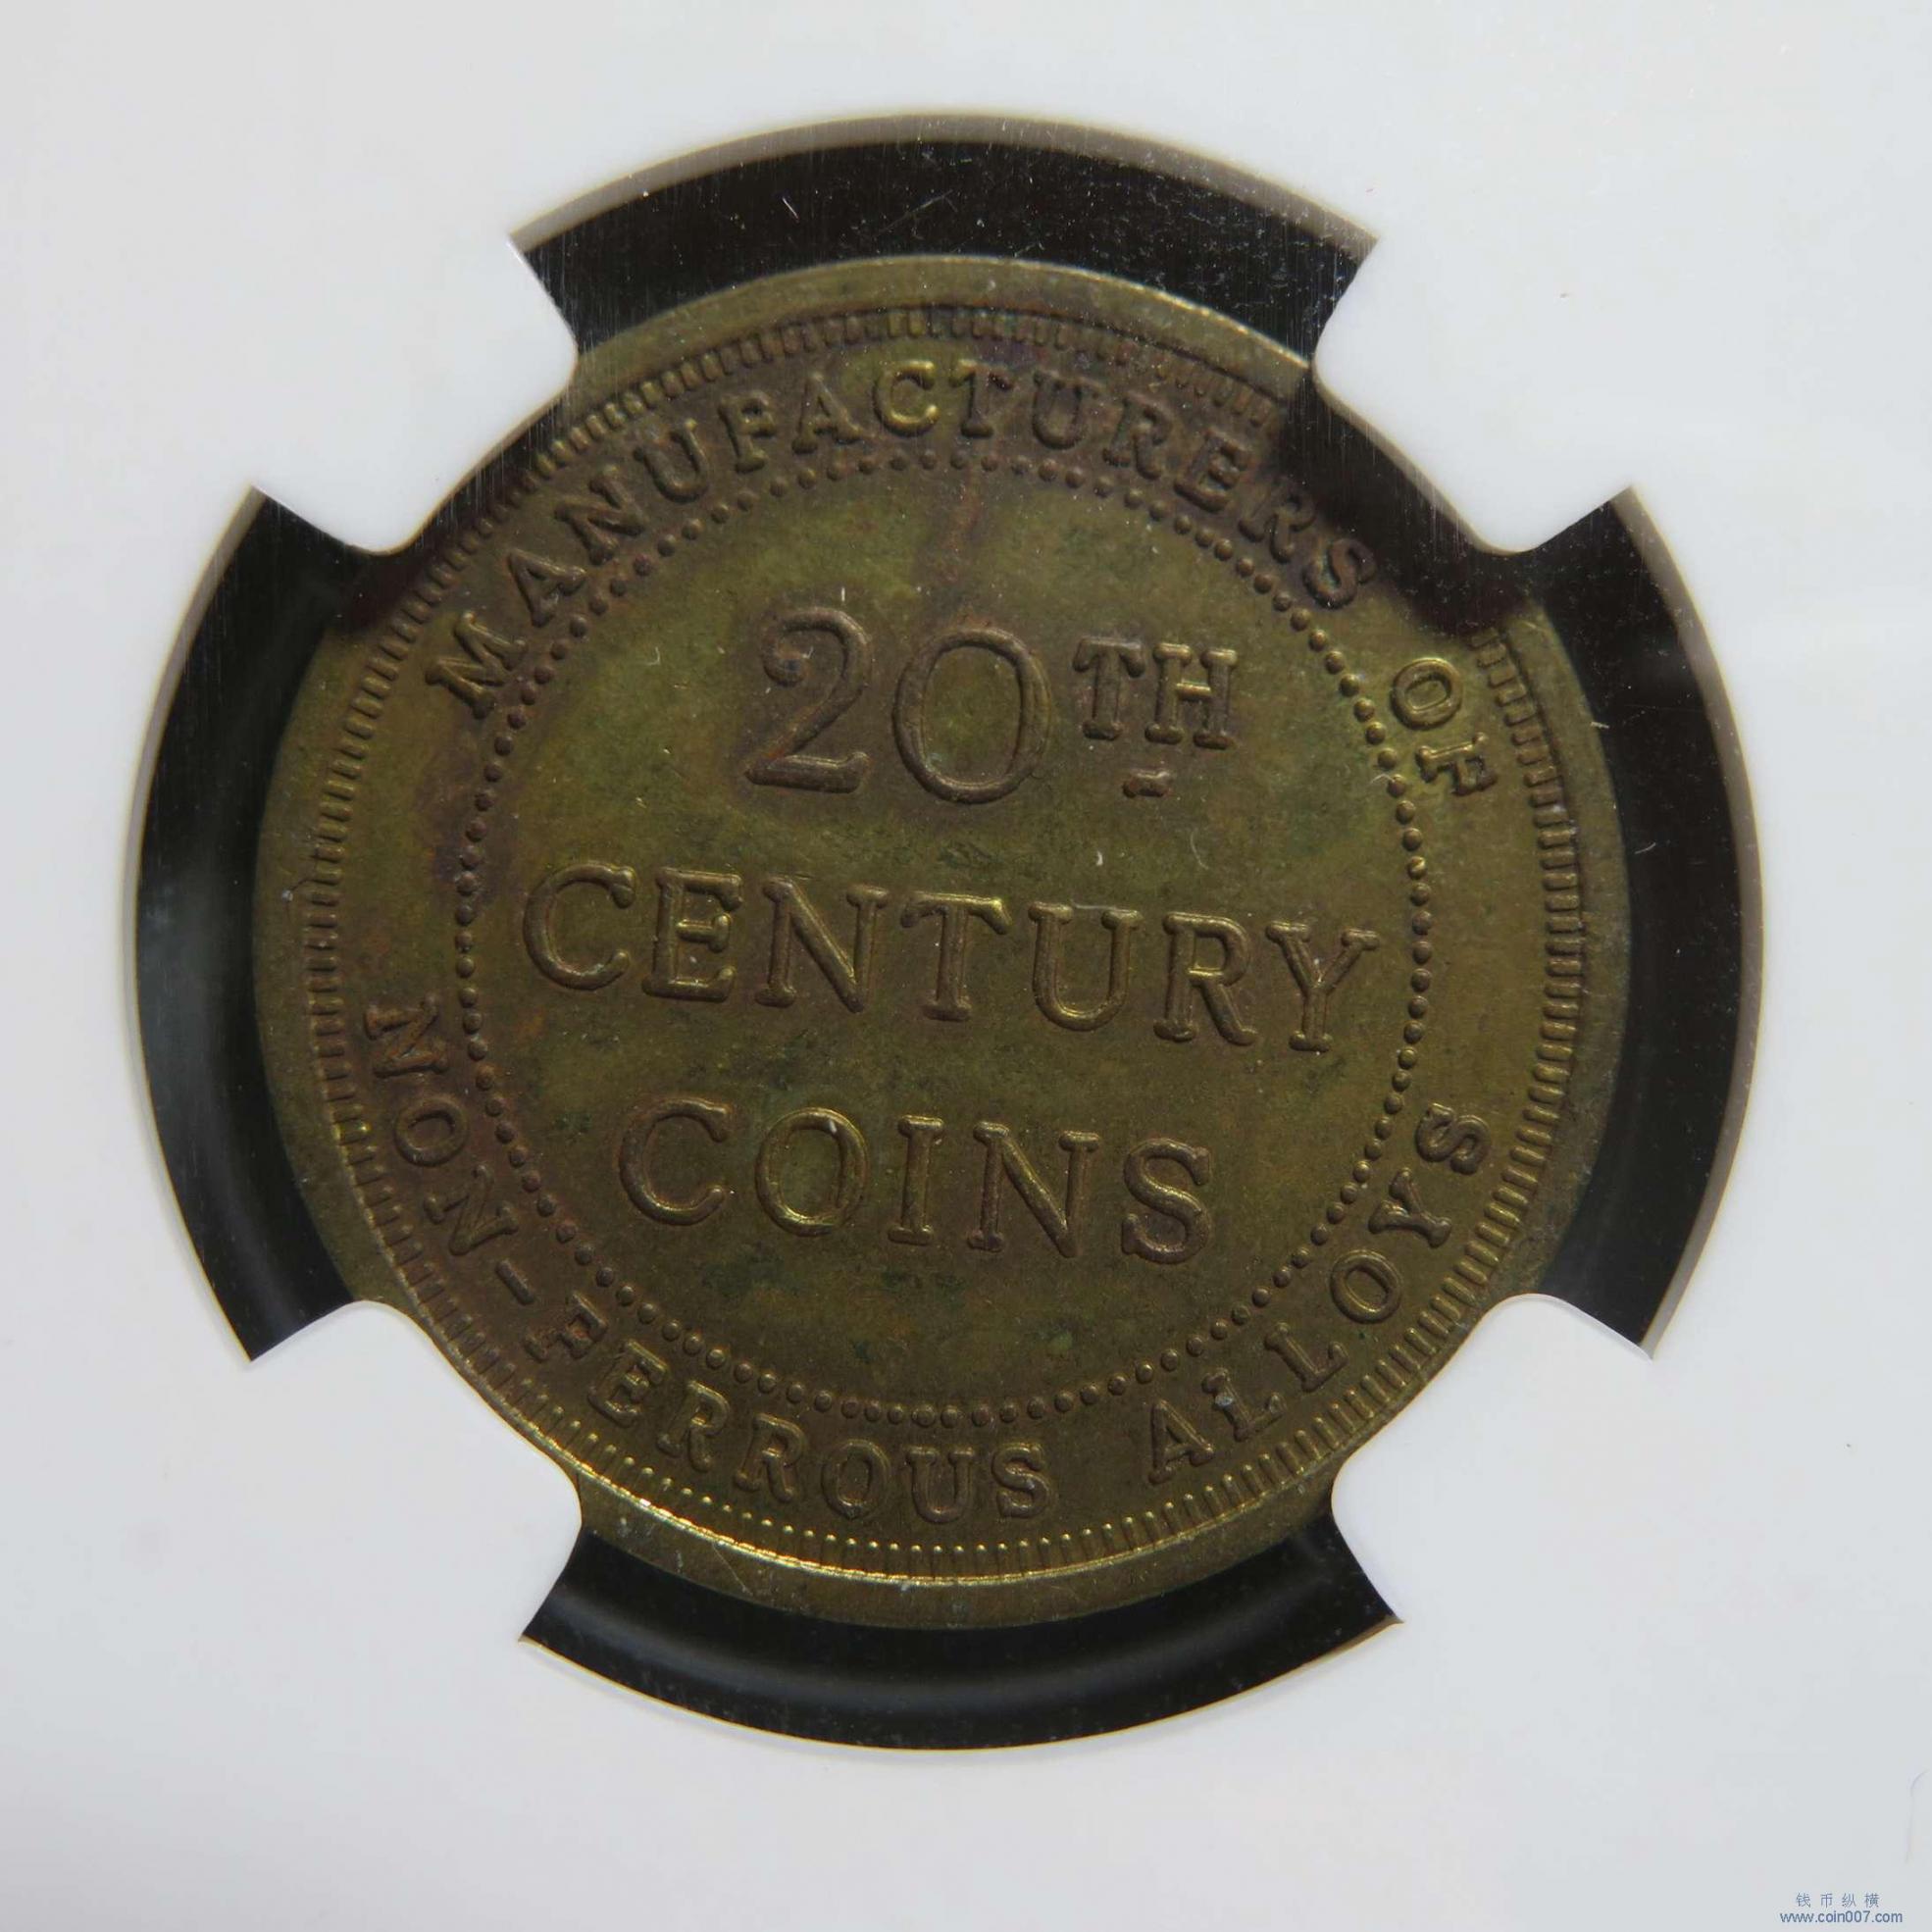 MANUFACTURERS OF
20TH
CENTURY
COINS
NON-FERROUS ALLOYS
钱币纵横
www.coin007.com